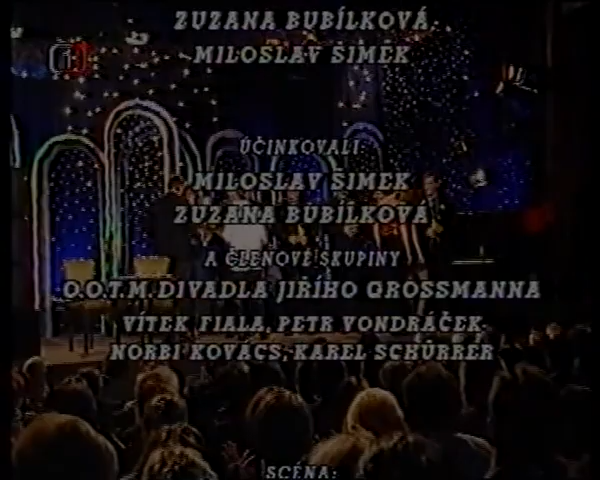 ZUZANA BUBÍLKOVÁ
MILOSLAV ŠIMEK
ÚČINKOVALI:
MILOSLAV ŠIMEK
ZUZANA BUBÍLKOVÁ
A ČLENOVÉ SKUPINY
O.O.T.M. DIVADLA JIŘÍHO GROSSMANNA
VÍTEK FIALA, PETR VONDRÁČEK
NORBI KOVÁCS, KAREL SCHÜRRER
SCÉNA: